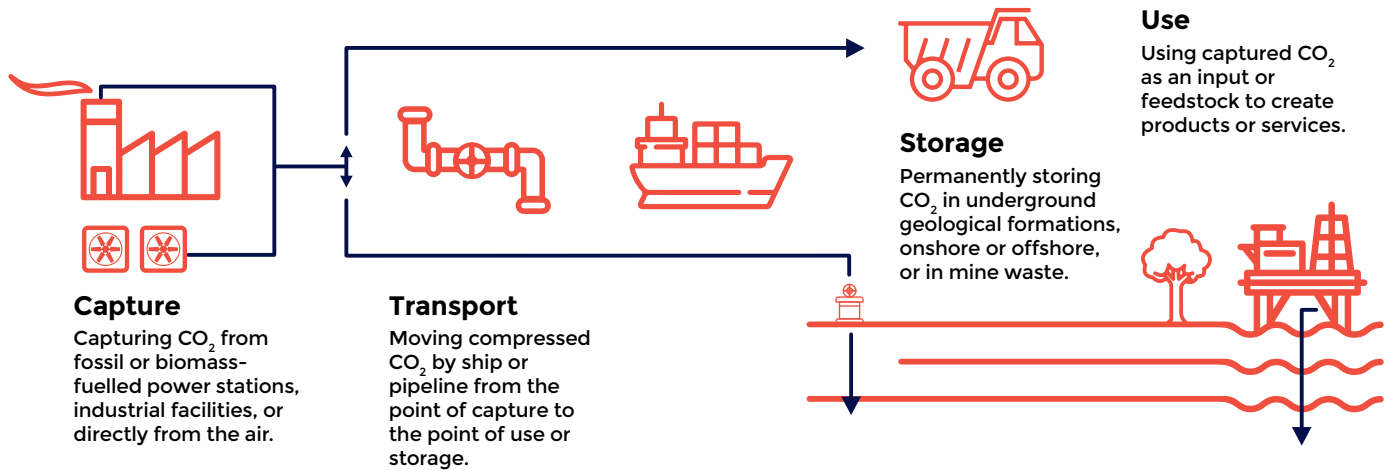 Capture
Capturing CO₂ from
fossil or biomass-
fuelled power stations,
industrial facilities, or
directly from the air.
Transport
Moving compressed
CO₂ by ship or
pipeline from the
point of capture to
the point of use or
storage.
Storage
Permanently storing
CO₂ in underground
geological formations,
onshore or offshore,
or in mine waste.
Use
Using captured CO₂
as an input or
feedstock to create
products or services.